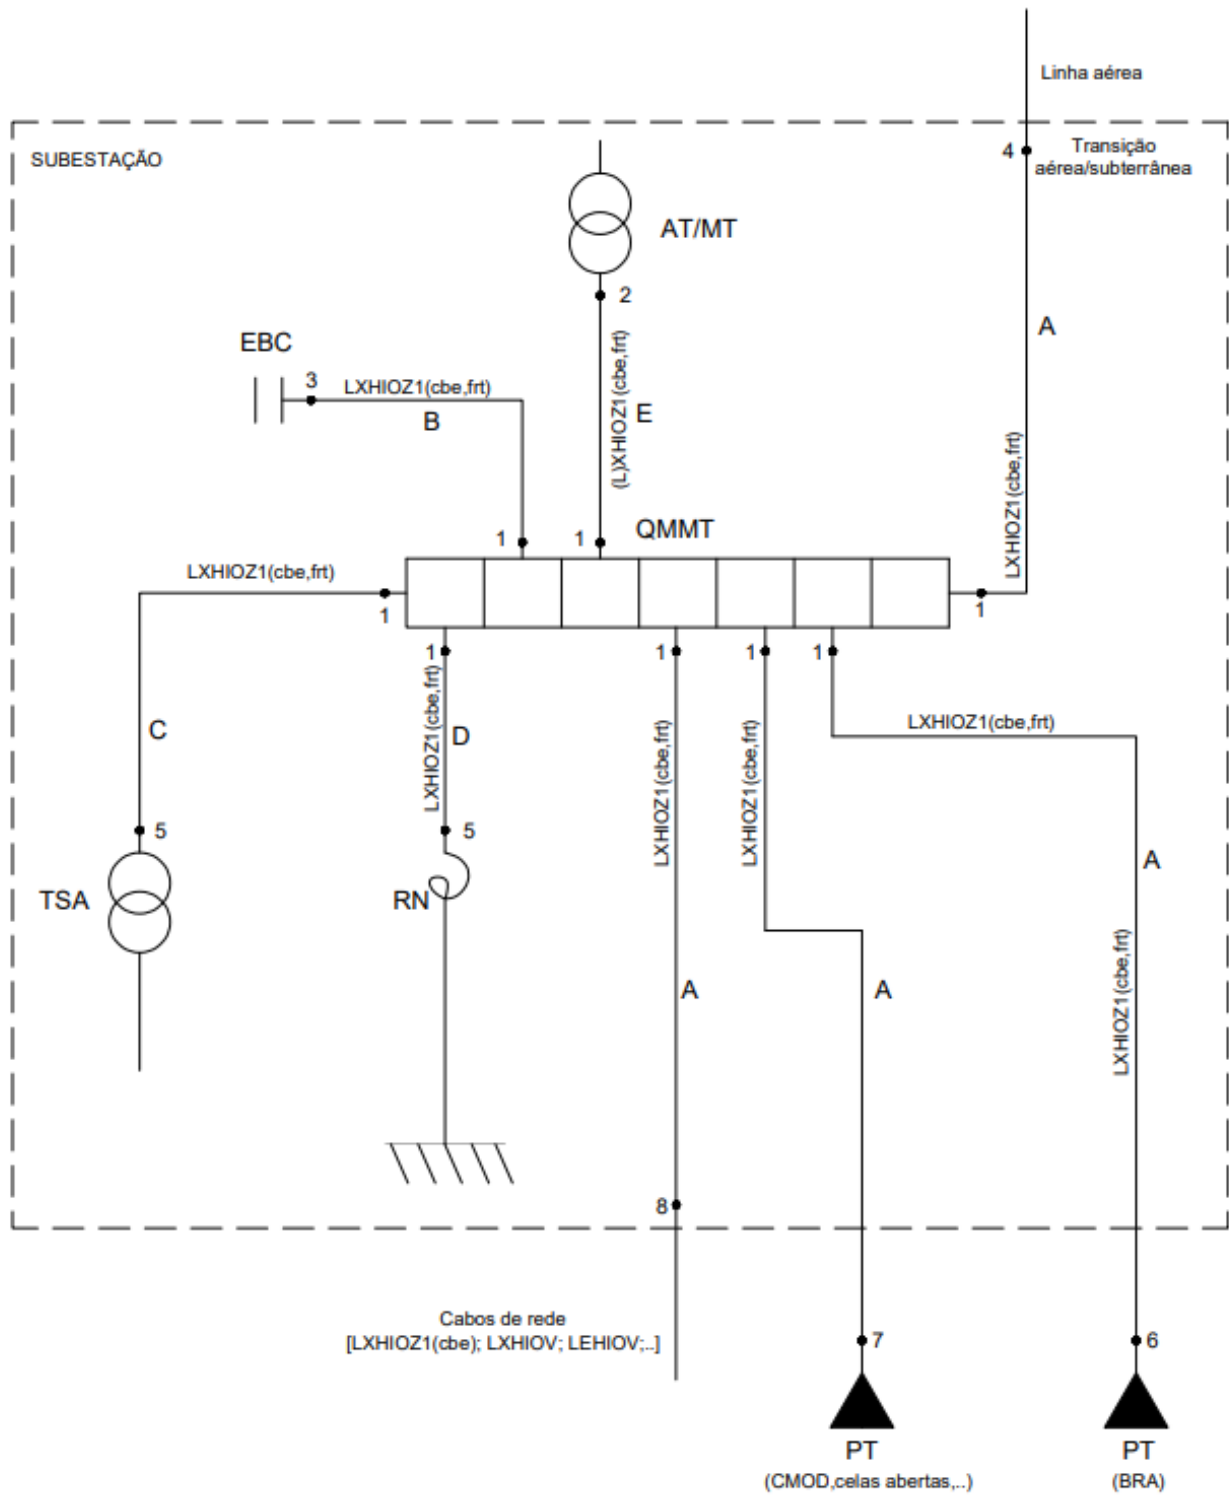 Linha aérea
SUBESTAÇÃO
4
Transição
aérea/subterrânea
AT/MT
2
A
EBC
3
LXHIOZ1(cbe,frt)
B
(L)XHIOZ1(cbe,frt)
E
LXHIOZ1(cbe,frt)
1
1
QMMT
LXHIOZ1(cbe,frt)
1
1
1
1
1
1
LXHIOZ1(cbe,frt)
D
C
LXHIOZ1(cbe,frt)
LXHIOZ1(cbe,frt)
LXHIOZ1(cbe,frt)
5
5
A
TSA
RN
A
A
LXHIOZ1(cbe,frt)
8
Cabos de rede
[LXHIOZ1(cbe); LXHIOV; LEHIOV;..]
7
6
PT
(CMOD,celas abertas,..)
PT
(BRA)